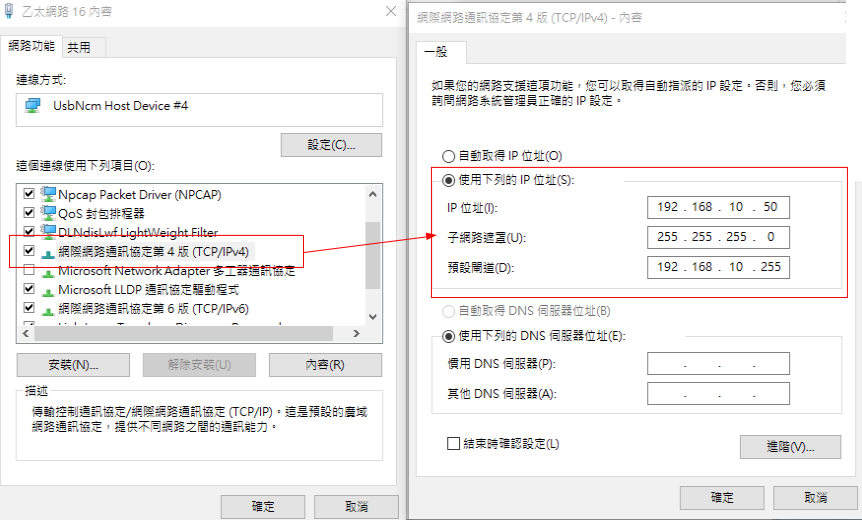 乙太網路 16 內容
網路功能
共用
連線方式:
UsbNcm Host Device #4
設定(C)...
這個連線使用下列項目(O):
Npcap Packet Driver (NPCAP)
QoS 封包排程器
DLNdisLwf LightWeight Filter
網際網路通訊協定第 4 版 (TCP/IPv4)
Microsoft Network Adapter 多工器通訊協定
Microsoft LLDP 通訊協定驅動程式
網際網路通訊協定第 6 版 (TCP/IPv6)
安裝(N)...
解除安裝(U)
內容(R)
描述
傳輸控制通訊協定/網際網路通訊協定 (TCP/IP)。這是預設的廣域
網路通訊協定，提供不同網路之間的通訊能力。
確定
取消
網際網路通訊協定第 4 版 (TCP/IPv4) - 內容
一般
如果您的網路支援這項功能，您可以取得自動指派的 IP 設定。否則，您必須
詢問網路系統管理員正確的 IP 設定。
自動取得 IP 位址(O)
使用下列的 IP 位址(S):
IP 位址(I):
192 . 168 . 10 . 50
子網路遮罩(U):
255 . 255 . 255 . 0
預設閘道(D):
192 . 168 . 10 . 255
自動取得 DNS 伺服器位址(B)
使用下列的 DNS 伺服器位址(E):
慣用 DNS 伺服器(P):
. . .
其他 DNS 伺服器(A):
. . .
結束時確認設定(L)
進階(V)...
確定
取消